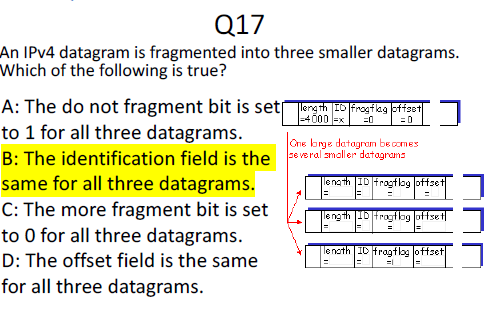 Q17
An IPv4 datagram is fragmented into three smaller datagrams.
Which of the following is true?
A: The do not fragment bit is set
to 1 for all three datagrams.
B: The identification field is the
same for all three datagrams.
C: The more fragment bit is set
to 0 for all three datagrams.
D: The offset field is the same
for all three datagrams.
length ID fragflag offset
=4000 =x =0 =0
One large datagram becomes
several smaller datagrams
length ID fragflag offset
= = = =
length ID fragflag offset
= = = =
length ID fragflag offset
= = = =